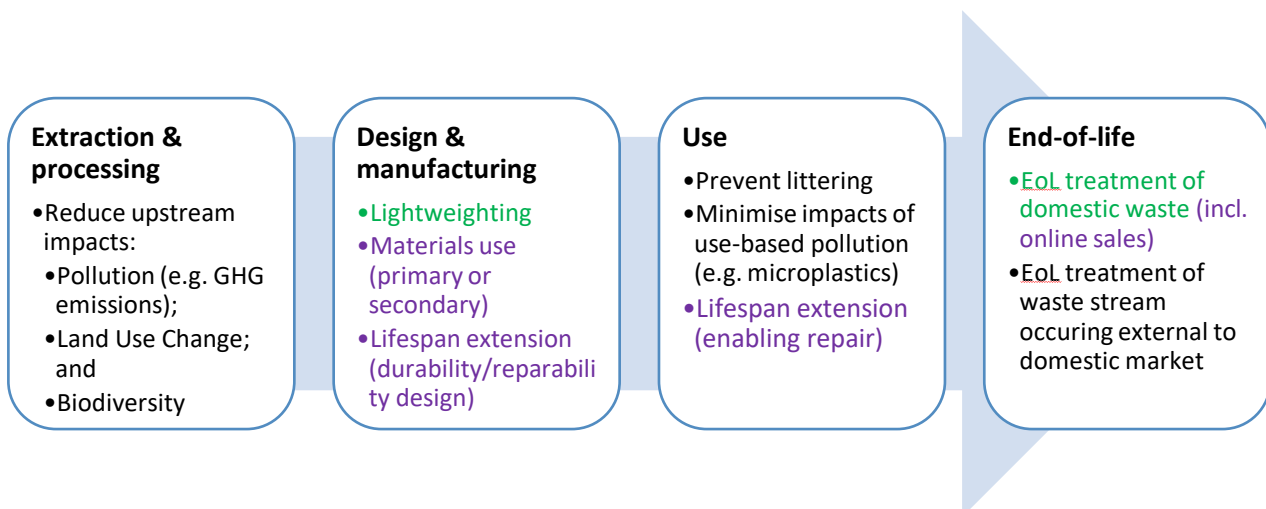 Extraction &
processing
•Reduce upstream
impacts:
•Pollution (e.g. GHG
emissions);
•Land Use Change;
and
•Biodiversity
Design &
manufacturing
•Lightweighting
•Materials use
(primary or
secondary)
•Lifespan extension
(durability/reparabili
ty design)
Use
•Prevent littering
•Minimise impacts of
use-based pollution
(e.g. microplastics)
•Lifespan extension
(enabling repair)
End-of-life
•EoL treatment of
domestic waste (incl.
online sales)
•EoL treatment of
waste stream
occuring external to
domestic market